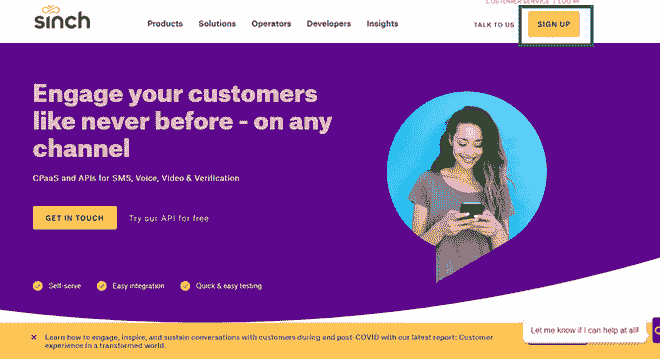 CUSTOMER SERVICE | LOG IN
sinch
Products Solutions Operators Developers Insights
TALK TO US
SIGN UP
Engage your customers
like never before - on any
channel
CPaaS and APIs for SMS, Voice, Video & Verification
GET IN TOUCH
Try our API for free
Self-serve
Easy integration
Quick & easy testing
Let me know if I can help at all!
Learn how to engage, inspire, and sustain conversations with customers during and post-COVID with our latest report: Customer
experience in a transformed world.